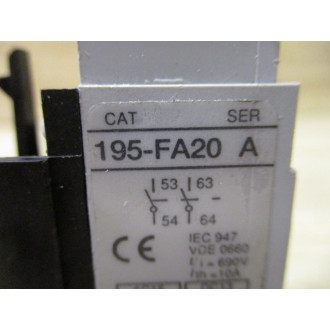 CAT SER
195-FA20 A
53 63
54 64
CE
IEC 947
VDE 0660
Ui = 690V
Ith = 10A